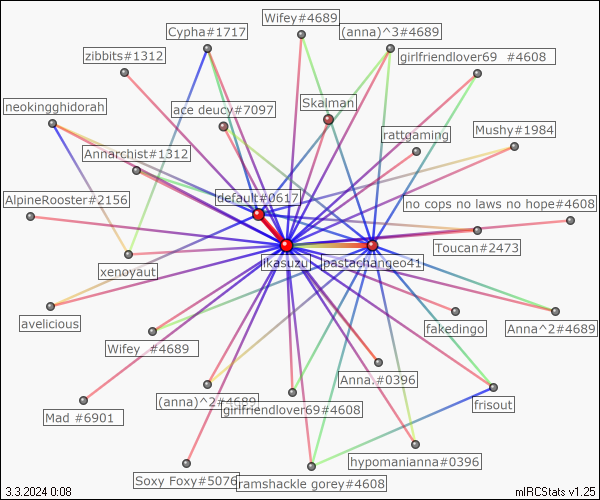 Wifey#4689
Cypha#1717
(anna)^3#4689
zibbits#1312
girlfriendlover69 #4608
neokingghidorah
ace deucy#7097
Skalman
rattgaming
Mushy#1984
Annarchist#1312
AlpineRooster#2156
default#0617
no cops no laws no hope#4608
Toucan#2473
xenoyaut
ikasuzu
pastachangeo41
avelicious
fakedingo
Anna^2#4689
Wifey_#4689
Anna.#0396
(anna)^2#4689
girlfriendlover69#4608
frisout
Mad #6901
hypomanianna#0396
Soxy Foxy#5076
ramshackle gorey#4608
3.3.2024 0:08
mIRCStats v1.25